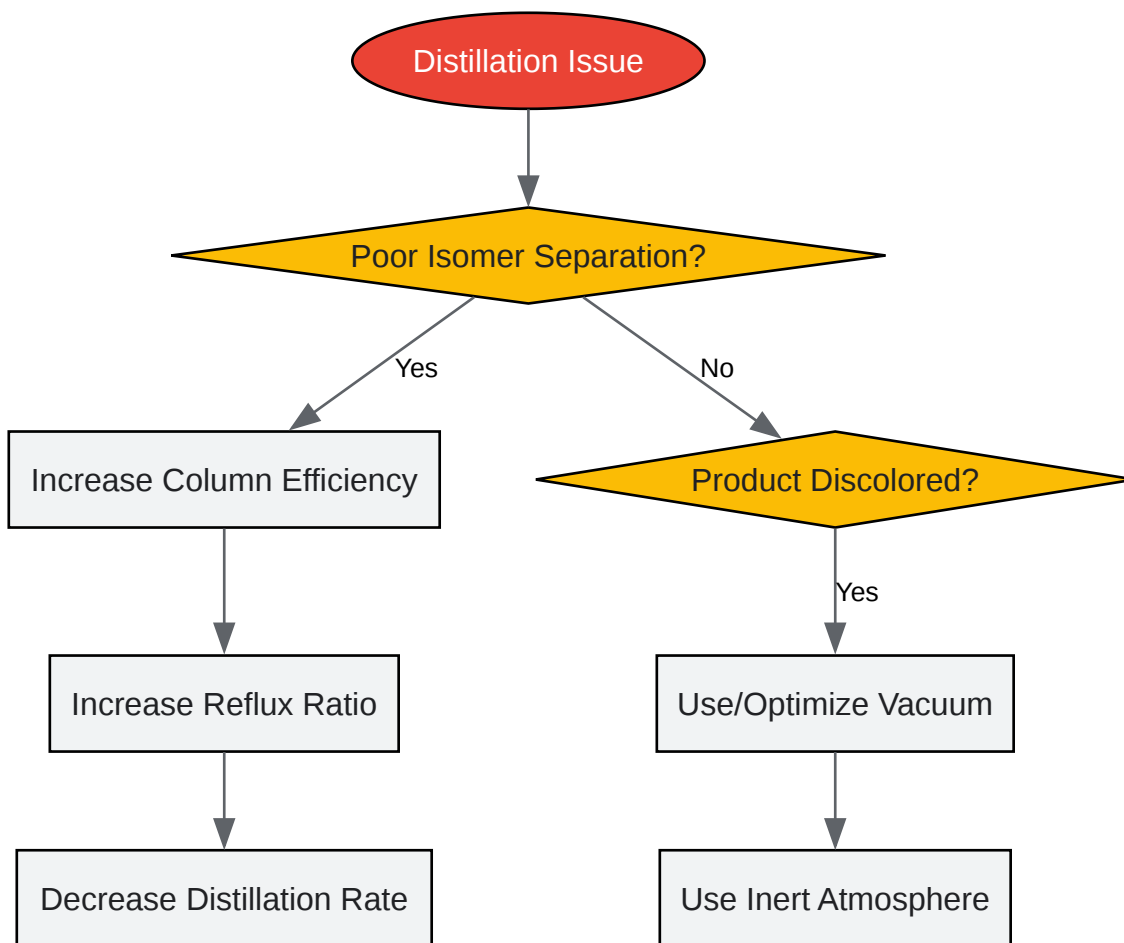 Distillation Issue
Poor Isomer Separation?
Yes
No
Increase Column Efficiency
Product Discolored?
Yes
Increase Reflux Ratio
Use/Optimize Vacuum
Decrease Distillation Rate
Use Inert Atmosphere